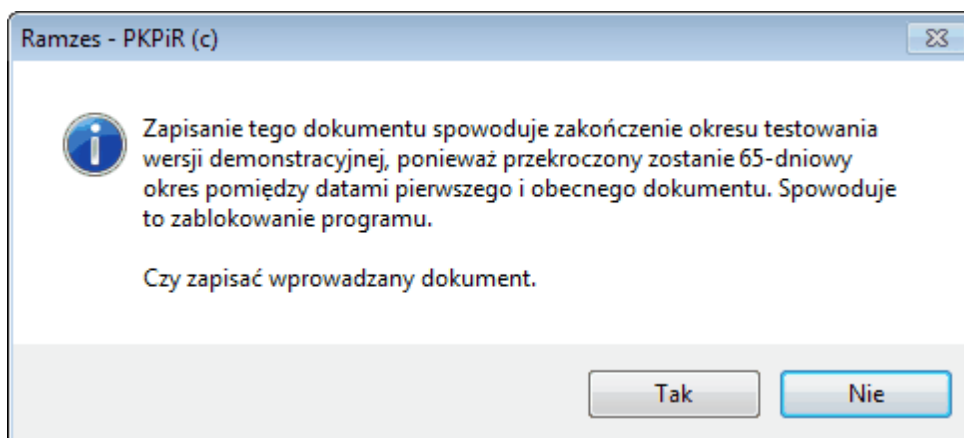 Ramzes - PKPiR (c)
Zapisanie tego dokumentu spowoduje zakończenie okresu testowania
wersji demonstracyjnej, ponieważ przekroczony zostanie 65-dniowy
okres pomiędzy datami pierwszego i obecnego dokumentu. Spowoduje
to zablokowanie programu.
Czy zapisać wprowadzany dokument.
Tak
Nie